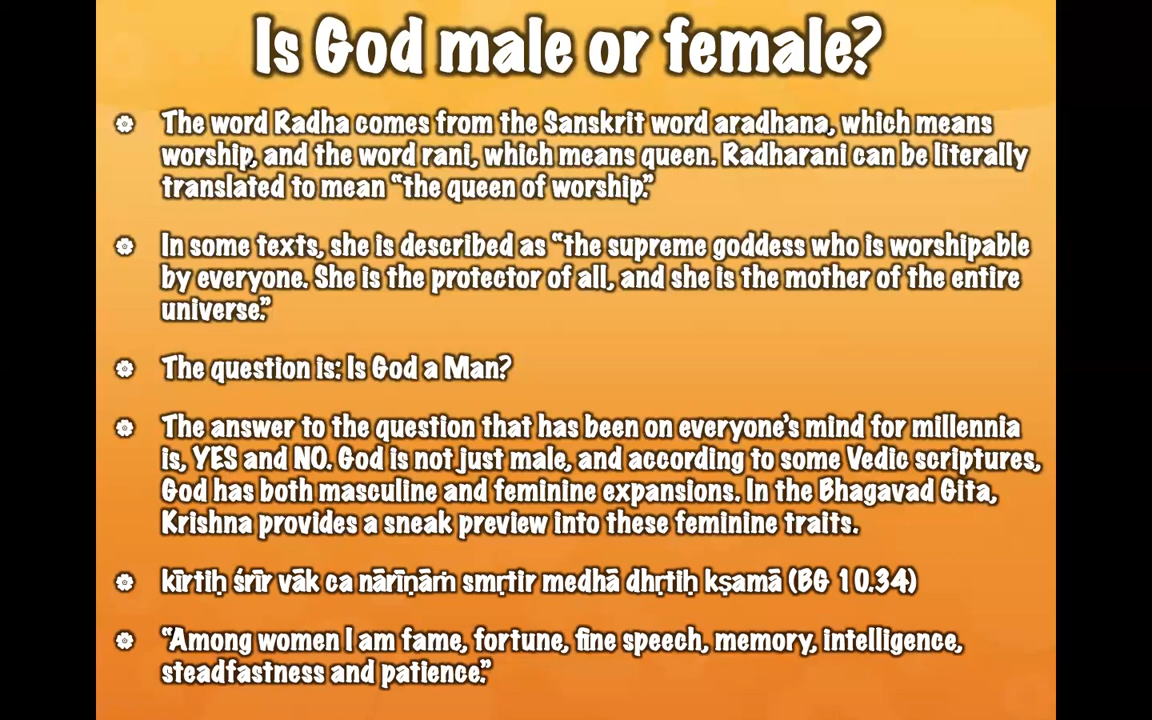 Is God male or female?
The word Radha comes from the Sanskrit word aradhana, which means
worship, and the word rani, which means queen. Radharani can be literally
translated to mean “the queen of worship.”
In some texts, she is described as “the supreme goddess who is worshipable
by everyone. She is the protector of all, and she is the mother of the entire
universe.”
The question is: Is God a Man?
The answer to the question that has been on everyone’s mind for millennia
is, YES and NO. God is not just male, and according to some Vedic scriptures,
God has both masculine and feminine expansions. In the Bhagavad Gita,
Krishna provides a sneak preview into these feminine traits.
kīrtiḥ śrīr vāk ca nārīṇāṁ smṛtir medhā dhṛtiḥ kṣamā (BG 10.34)
“Among women I am fame, fortune, fine speech, memory, intelligence,
steadfastness and patience.”